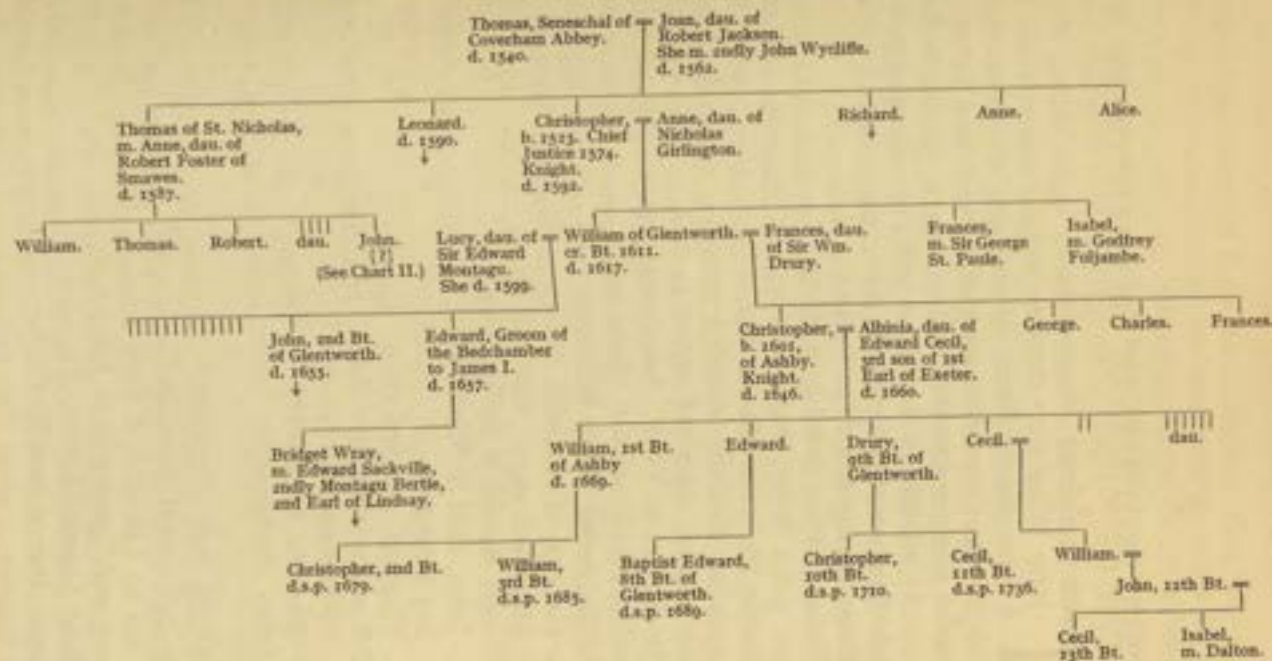 Thomas, Seneschal of
Coverham Abbey.
d. 1540.
Joan, dau. of
Robert Jackson.
She m. 2ndly John Wycliffe.
d. 1562.
Thomas of St. Nicholas,
m. Anne, dau. of
Robert Foster of
Smawes.
d. 1587.
Leonard.
d. 1590.
Christopher,
b. 1523. Chief
Justice 1574.
Knight.
d. 1592.
Anne, dau. of
Nicholas
Girlington.
Richard.
Anne.
Alice.
William.
Thomas.
Robert.
dau.
John.
(?)
(See Chart II.)
Lucy, dau. of
Sir Edward
Montagu.
She d. 1599.
William of Glentworth.
cr. Bt. 1611.
d. 1617.
Frances, dau.
of Sir Wm.
Drury.
Frances,
m. Sir George
St. Paule.
Isabel,
m. Godfrey
Foljambe.
John, 2nd Bt.
of Glentworth.
d. 1655.
Edward, Groom of
the Bedchamber
to James I.
d. 1657.
Christopher,
b. 1601,
of Ashby.
Knight.
d. 1646.
Albinia, dau. of
Edward Cecil,
3rd son of 1st
Earl of Exeter.
d. 1660.
George.
Charles.
Frances.
Bridget Wray,
m. Edward Sackville,
2ndly Montagu Bertie,
2nd Earl of Lindsay.
William, 1st Bt.
of Ashby
d. 1669.
Edward.
Drury,
9th Bt. of
Glentworth.
Cecil.
dau.
Christopher, 2nd Bt.
d.s.p. 1679.
William,
3rd Bt.
d.s.p. 1685.
Baptist Edward,
8th Bt. of
Glentworth.
d.s.p. 1689.
Christopher,
10th Bt.
d.s.p. 1710.
Cecil,
11th Bt.
d.s.p. 1736.
William.
John, 12th Bt.
Cecil,
13th Bt.
Isabel,
m. Dalton.